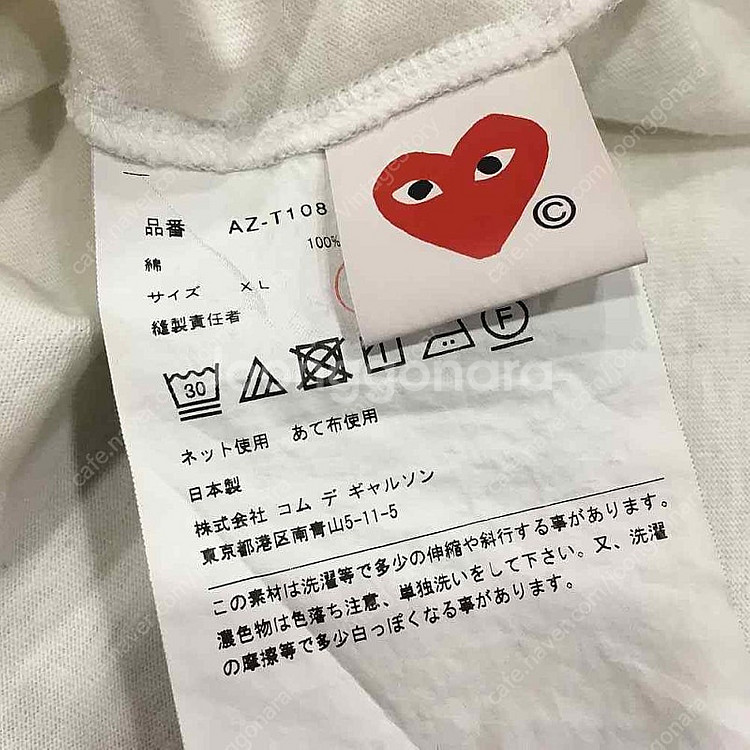 品番 AZ-T108
綿 100%
サイズ XL
縫製責任者
30
F
ネット使用 あて布使用
日本製
株式会社 コム デ ギャルソン
東京都港区南青山5-11-5
この素材は洗濯等で多少の伸縮や斜行する事があります。
濃色物は色落ち注意、単独洗いをして下さい。又、洗濯
の摩擦等で多少白っぽくなる事があります。
©
joonggonara